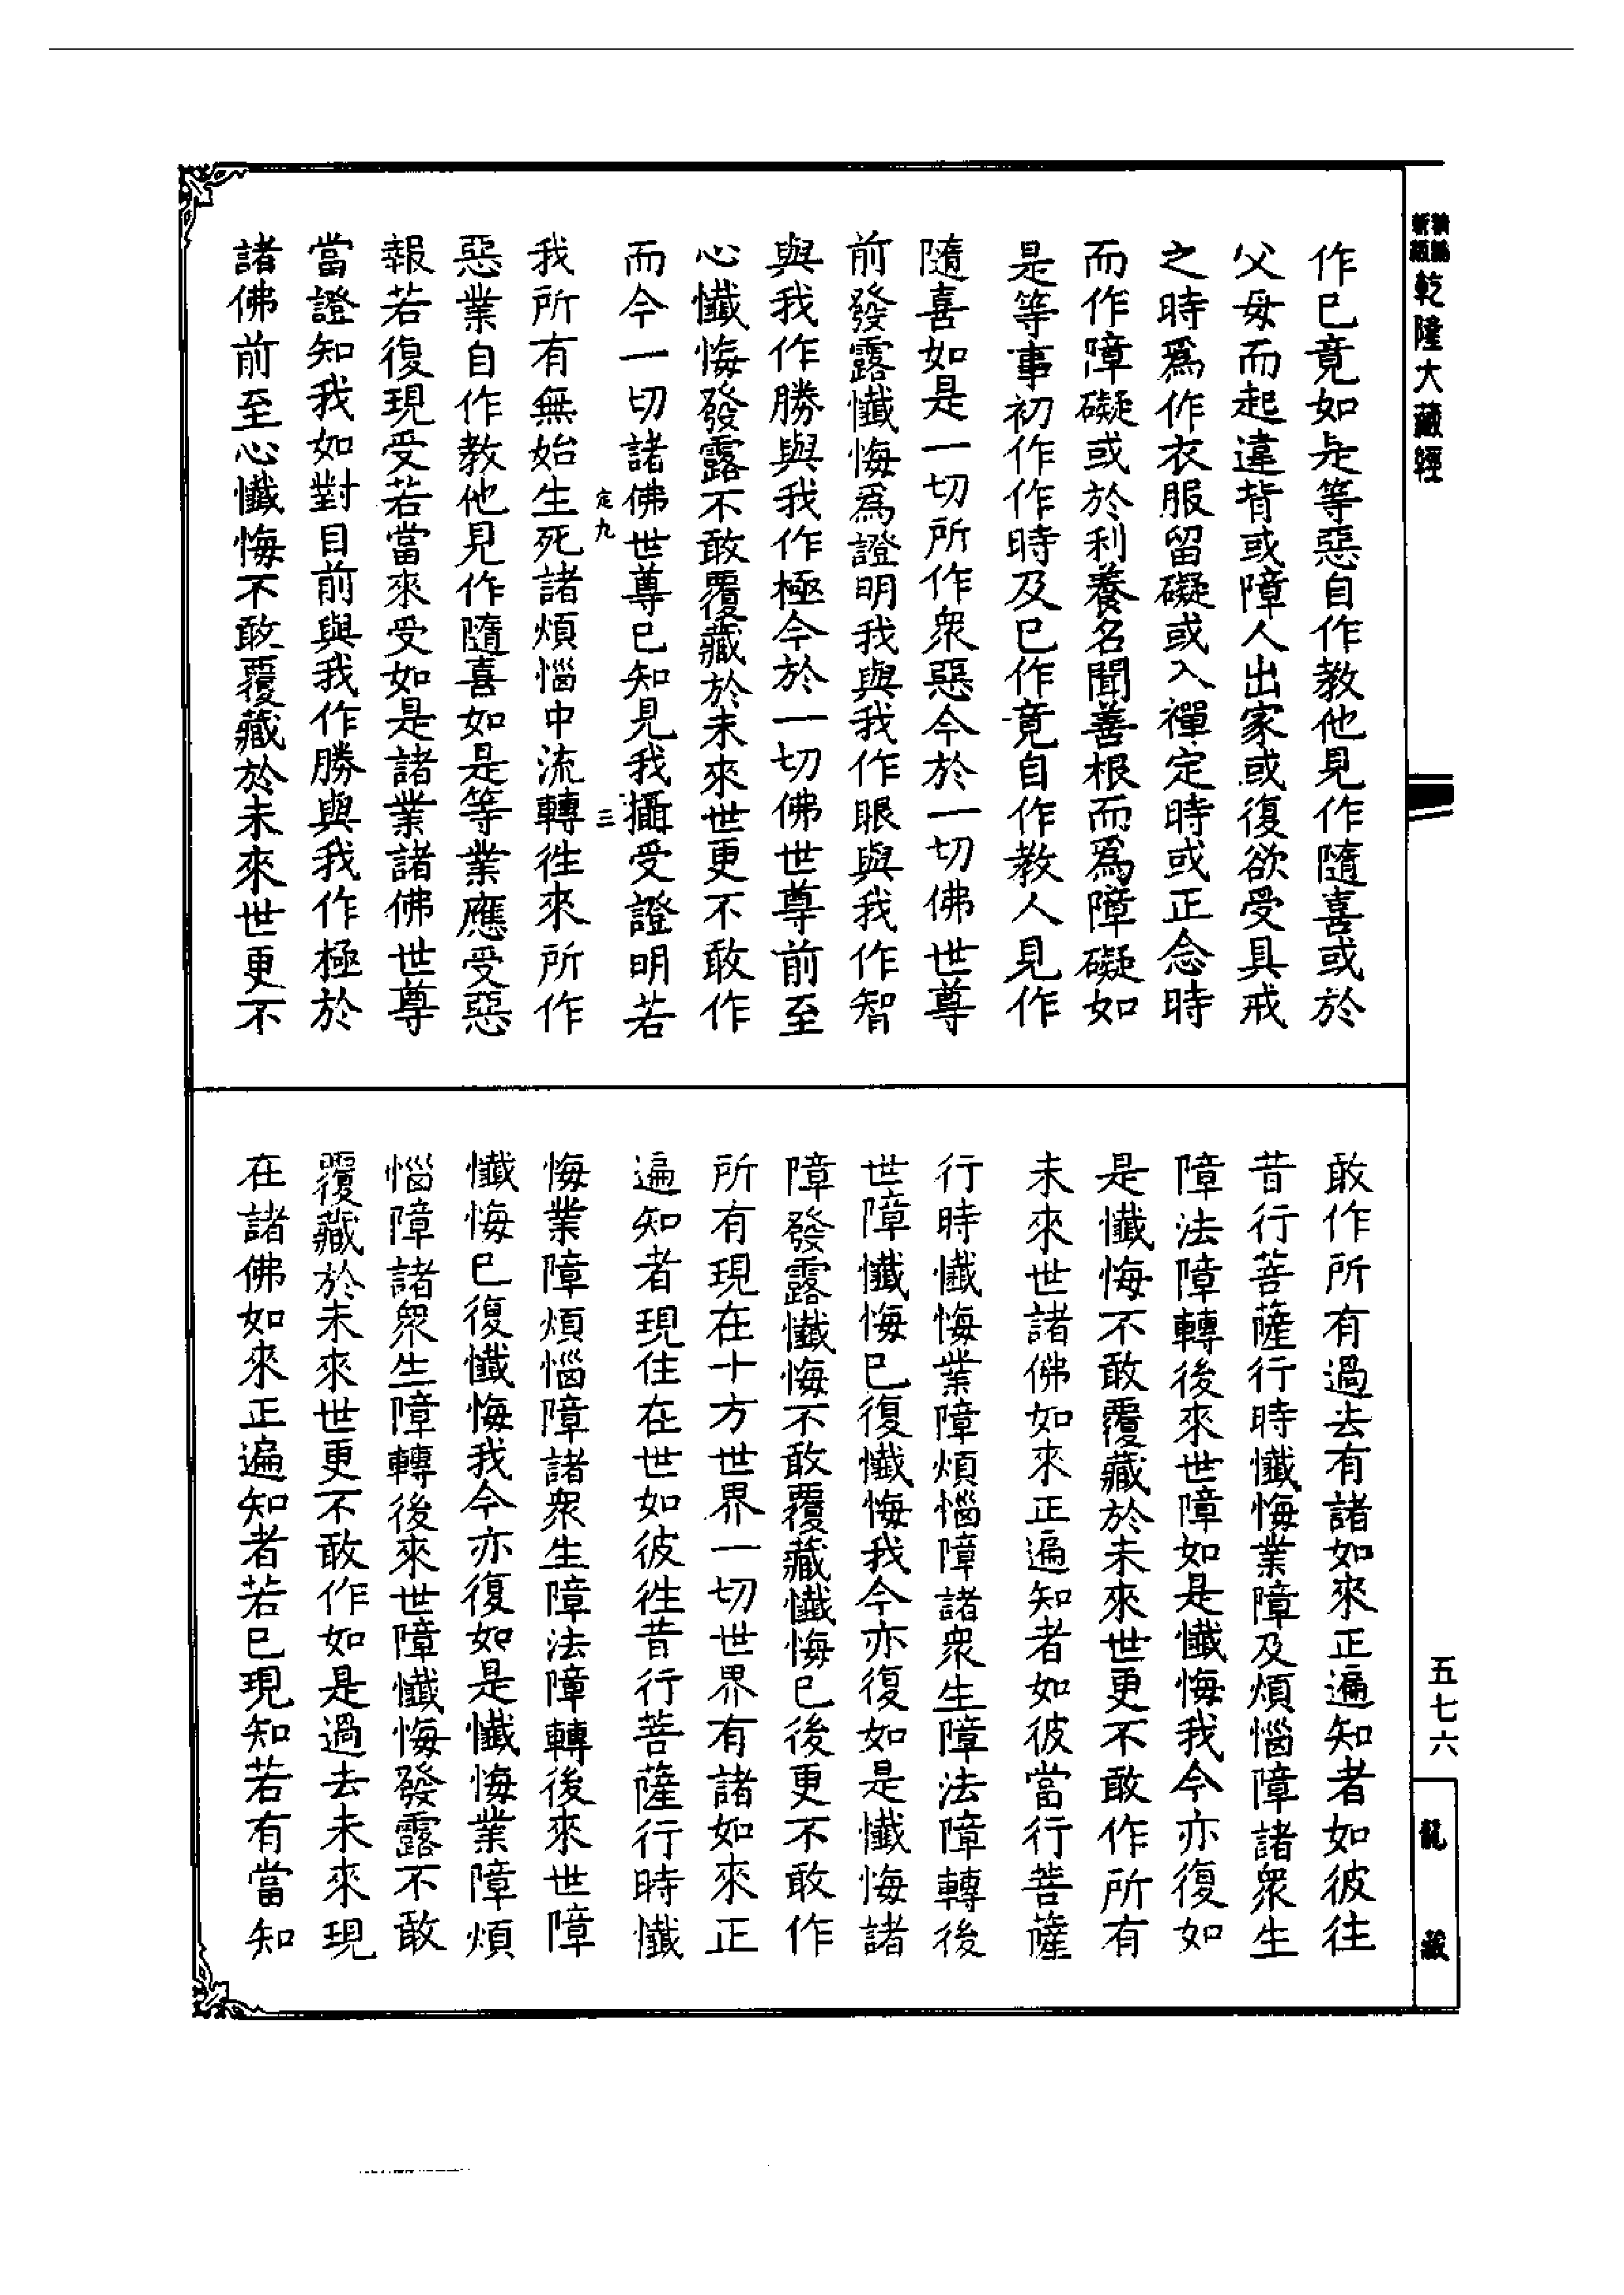 乾隆大藏經
作已竟如是等惡自作教他見作隨喜或於
父母而起違背或障人出家或復欲受具戒
之時爲作衣服留礙或入禪定時或正念時
而作障礙或於利養名聞善根而爲障礙如
是等事初作作時及已作竟自作教人見作
隨喜如是一切所作衆惡今於一切佛世尊
前發露懺悔爲證明我與我作眼與我作智
與我作勝與我作極今於一切佛世尊前至
心懺悔發露不敢覆藏於未來世更不敢作
而今一切諸佛世尊已知見我攝受證明若
定九 三
我所有無始生死諸煩惱中流轉徃來所作
惡業自作教他見作隨喜如是等業應受惡
報若復現受若當來受如是諸業諸佛世尊
當證知我如對目前與我作勝與我作極於
諸佛前至心懺悔不敢覆藏於未來世更不
敢作所有過去有諸如來正遍知者如彼往
昔行菩薩行時懺悔業障及煩惱障諸衆生
障法障轉後來世障如是懺悔我今亦復如
是懺悔不敢覆藏於未來世更不敢作所有
未來世諸佛如來正遍知者如彼當行菩薩
行時懺悔業障煩惱障諸衆生障法障轉後
世障懺悔已復懺悔我今亦復如是懺悔諸
障發露懺悔不敢覆藏懺悔已後更不敢作
所有現在十方世界一切世界有諸如來正
遍知者現住在世如彼徃昔行菩薩行時懺
悔業障煩惱障諸衆生障法障轉後來世障
懺悔已復懺悔我今亦復如是懺悔業障煩
惱障諸衆生障轉後來世障懺悔發露不敢
覆藏於未來世更不敢作如是過去未來現
在諸佛如來正遍知者若已現知若有當知
五七六
龍藏